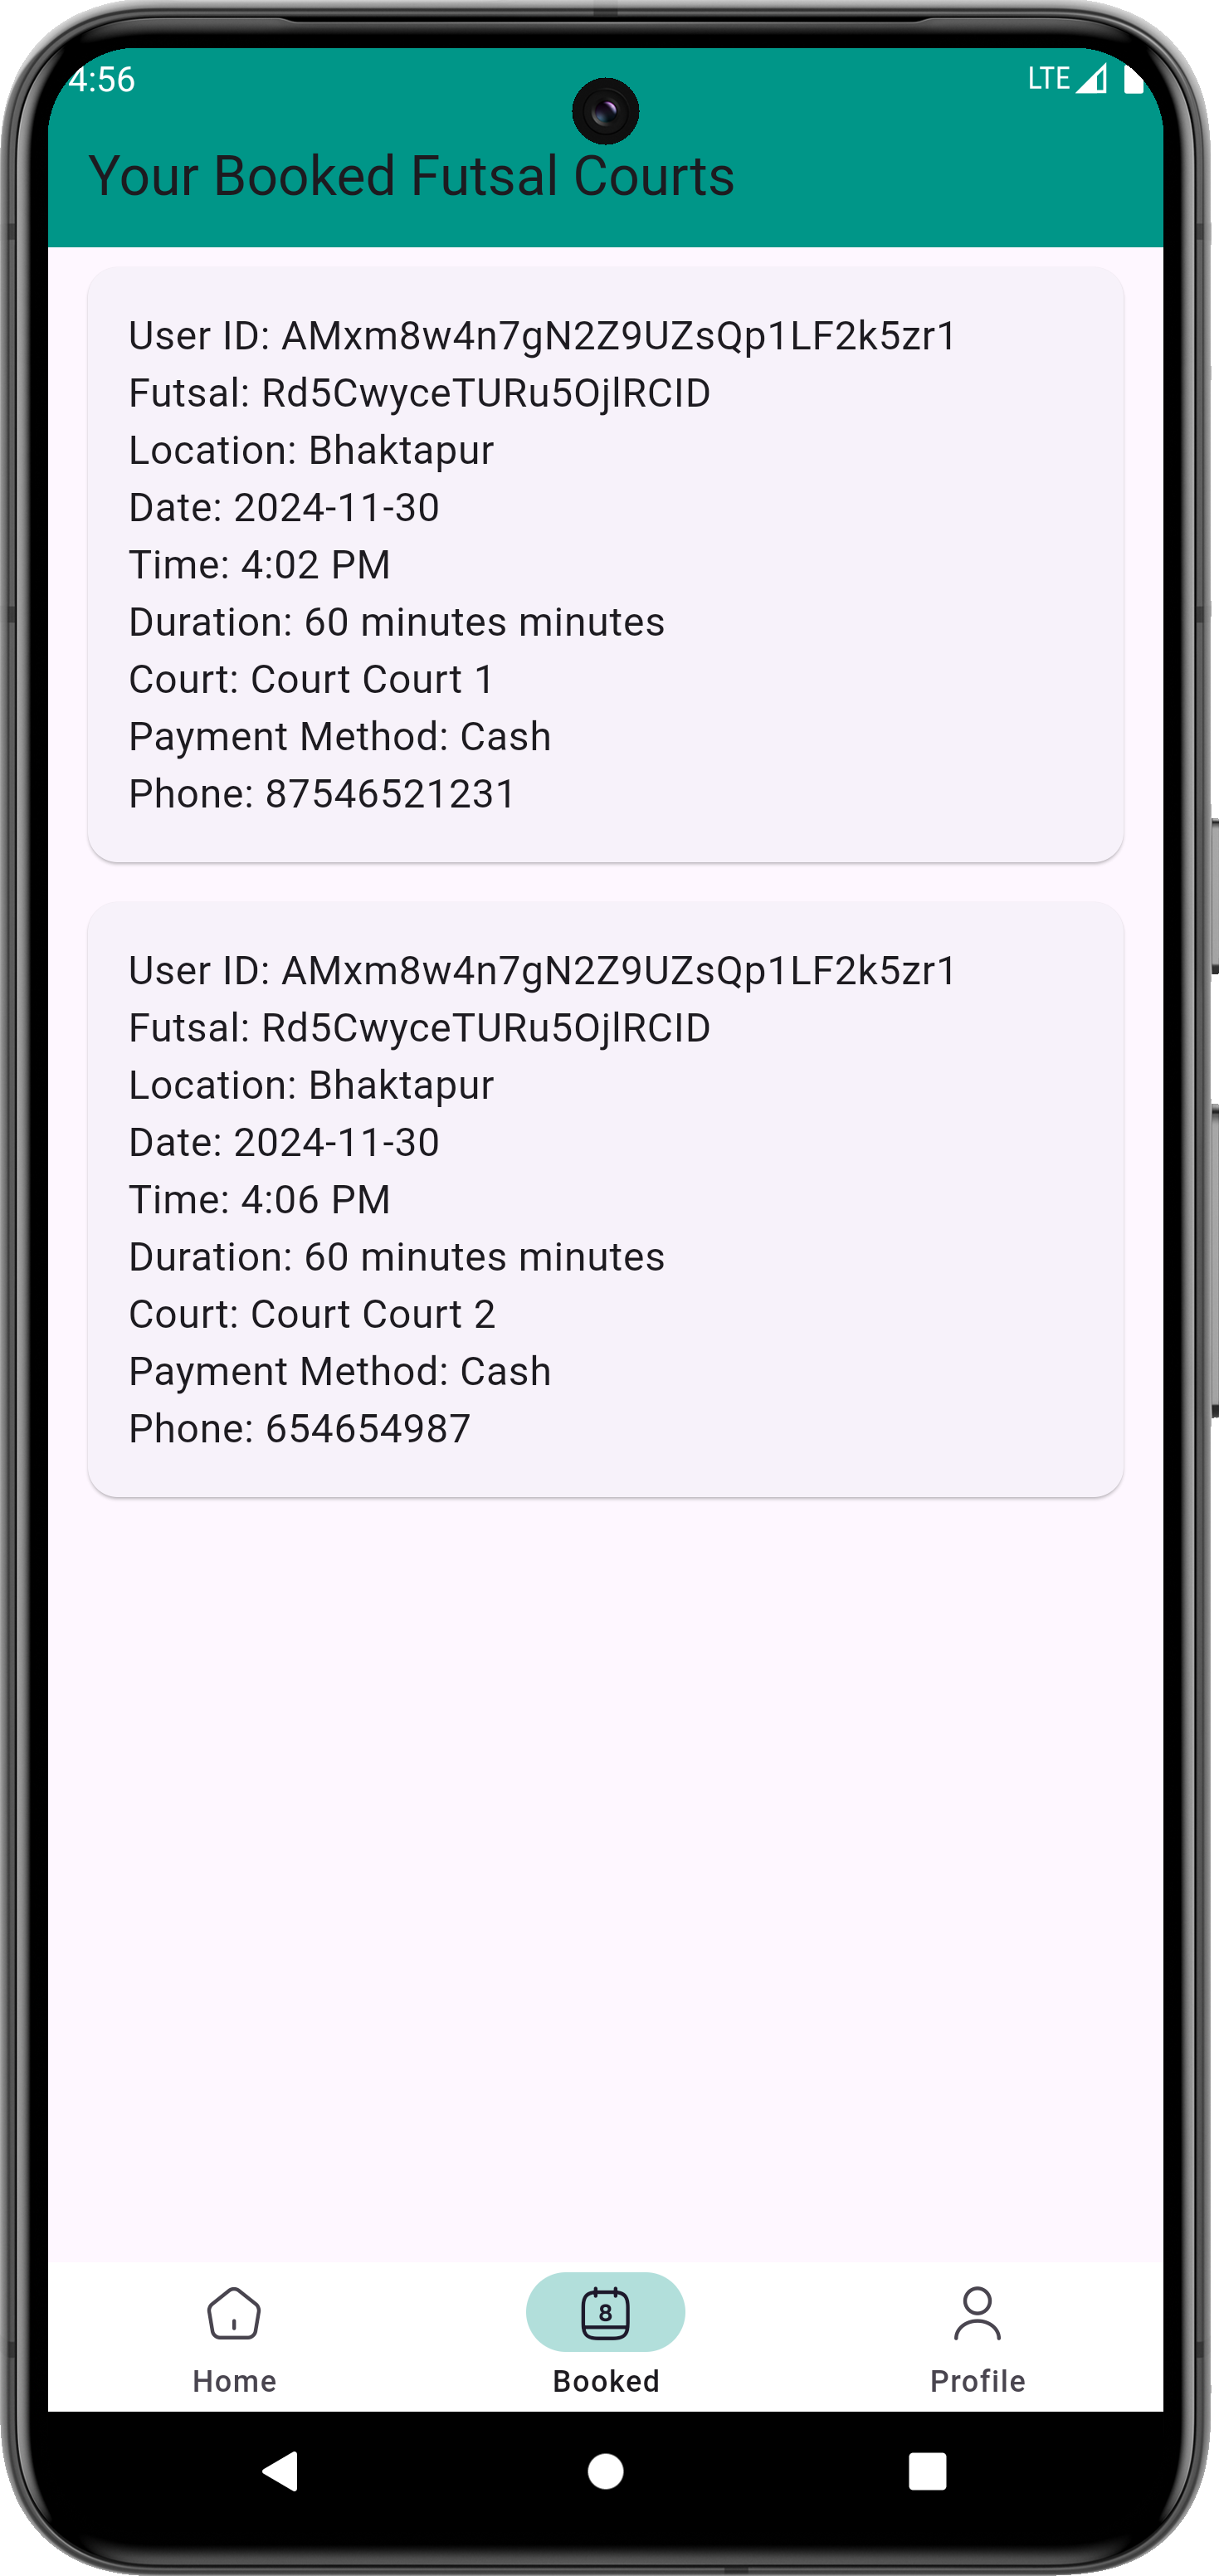 4:56
LTE
Your Booked Futsal Courts
User ID: AMxm8w4n7gN2Z9UZsQp1LF2k5zr1
Futsal: Rd5CwyceTURu5OjlRCID
Location: Bhaktapur
Date: 2024-11-30
Time: 4:02 PM
Duration: 60 minutes minutes
Court: Court Court 1
Payment Method: Cash
Phone: 87546521231
User ID: AMxm8w4n7gN2Z9UZsQp1LF2k5zr1
Futsal: Rd5CwyceTURu5OjlRCID
Location: Bhaktapur
Date: 2024-11-30
Time: 4:06 PM
Duration: 60 minutes minutes
Court: Court Court 2
Payment Method: Cash
Phone: 654654987
8
Home
Booked
Profile